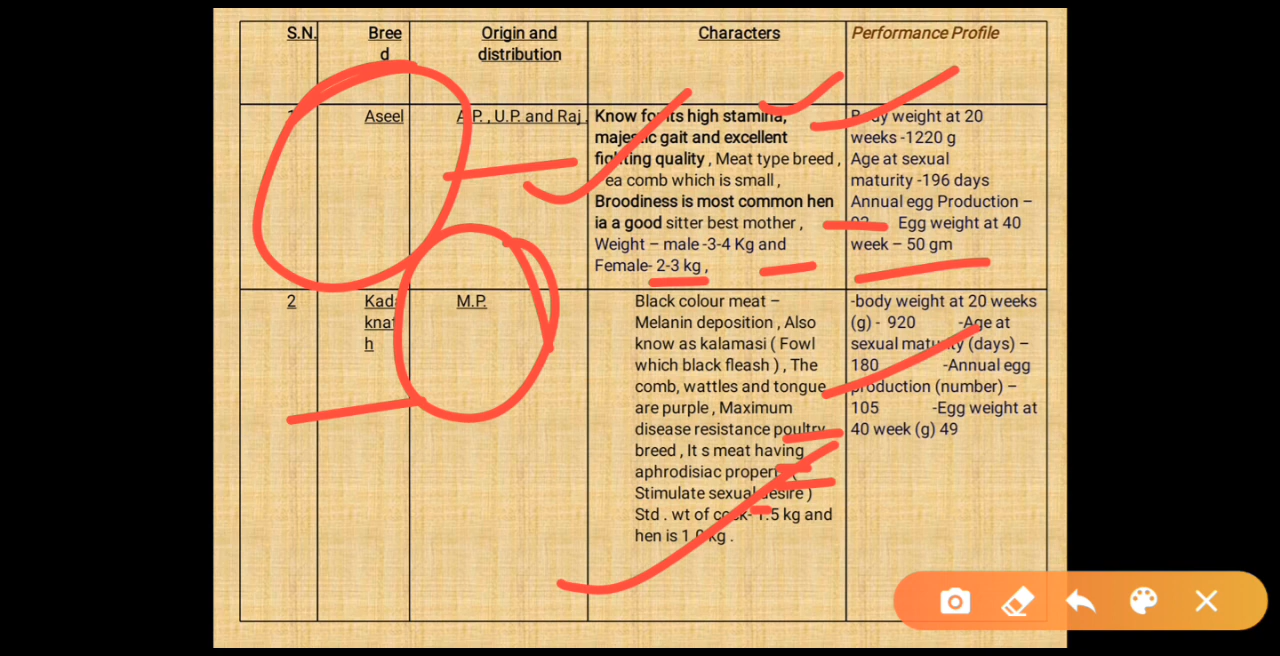 S.N.
Bree
d
Origin and
distribution
Characters
Performance Profile
Aseel
A.P. , U.P. and Raj .
Know for its high stamina,
majestic gait and excellent
fighting quality , Meat type breed ,
ea comb which is small ,
Broodiness is most common hen
ia a good sitter best mother ,
Weight – male -3-4 Kg and
Female- 2-3 kg ,
Body weight at 20
weeks -1220 g
Age at sexual
maturity -196 days
Annual egg Production –
Egg weight at 40
week – 50 gm
2
Kada
knat
h
M.P.
Black colour meat –
Melanin deposition , Also
know as kalamasi ( Fowl
which black fleash ) , The
comb, wattles and tongue
are purple , Maximum
disease resistance poultry
breed , It s meat having
aphrodisiac property (
Stimulate sexual desire )
Std . wt of cock- 1.5 kg and
hen is 1.0 kg .
-body weight at 20 weeks
(g) - 920 -Age at
sexual maturity (days) –
180 -Annual egg
production (number) –
105 -Egg weight at
40 week (g) 49